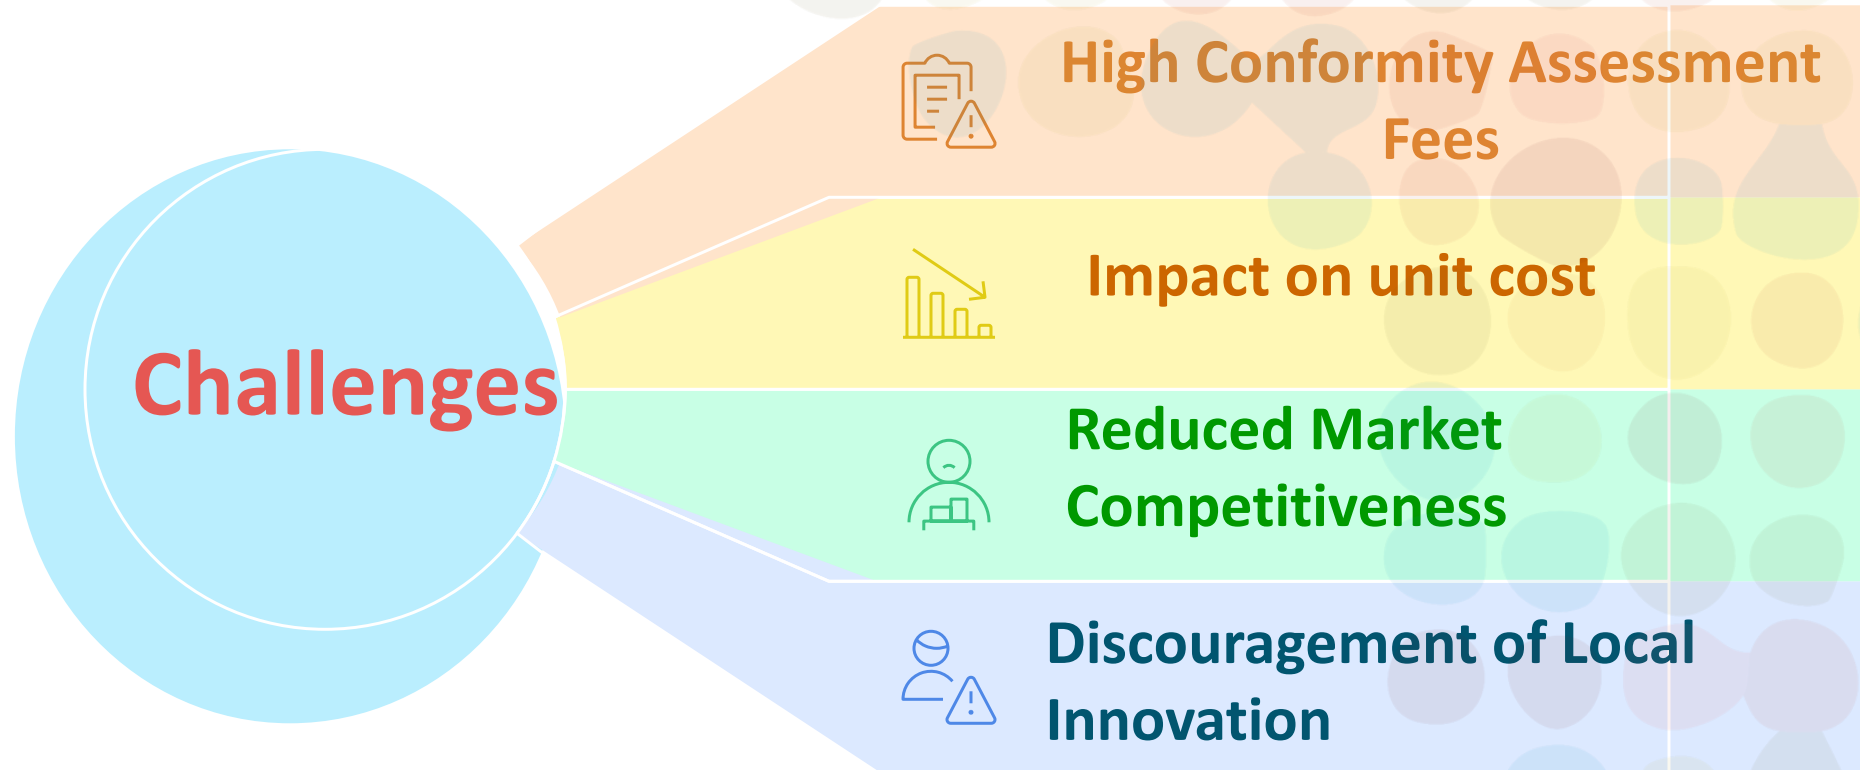 Challenges
High Conformity Assessment
Fees
Impact on unit cost
Reduced Market
Competitiveness
Discouragement of Local
Innovation